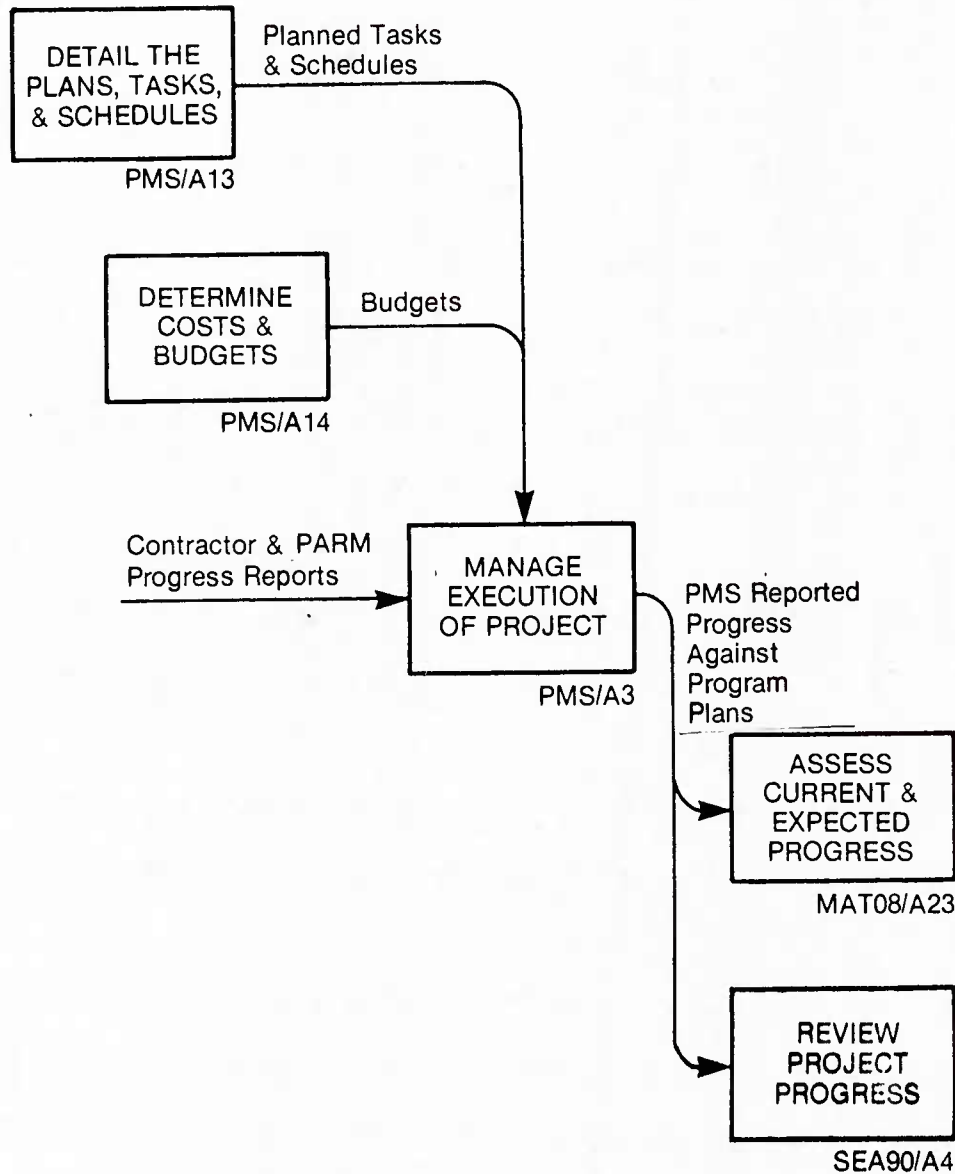 DETAIL THE
PLANS, TASKS,
& SCHEDULES
PMS/A13
Planned Tasks
& Schedules
DETERMINE
COSTS &
BUDGETS
PMS/A14
Budgets
Contractor & PARM
Progress Reports
MANAGE
EXECUTION
OF PROJECT
PMS/A3
PMS Reported
Progress
Against
Program
Plans
ASSESS
CURRENT &
EXPECTED
PROGRESS
MAT08/A23
REVIEW
PROJECT
PROGRESS
SEA90/A4